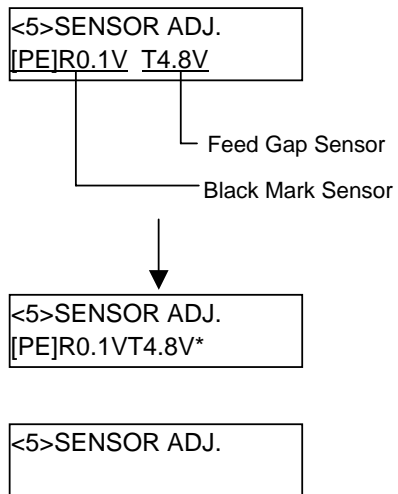 <5>SENSOR ADJ.
[PE]R0.1V T4.8V
Feed Gap Sensor
Black Mark Sensor
<5>SENSOR ADJ.
[PE]R0.1VT4.8V*
<5>SENSOR ADJ.